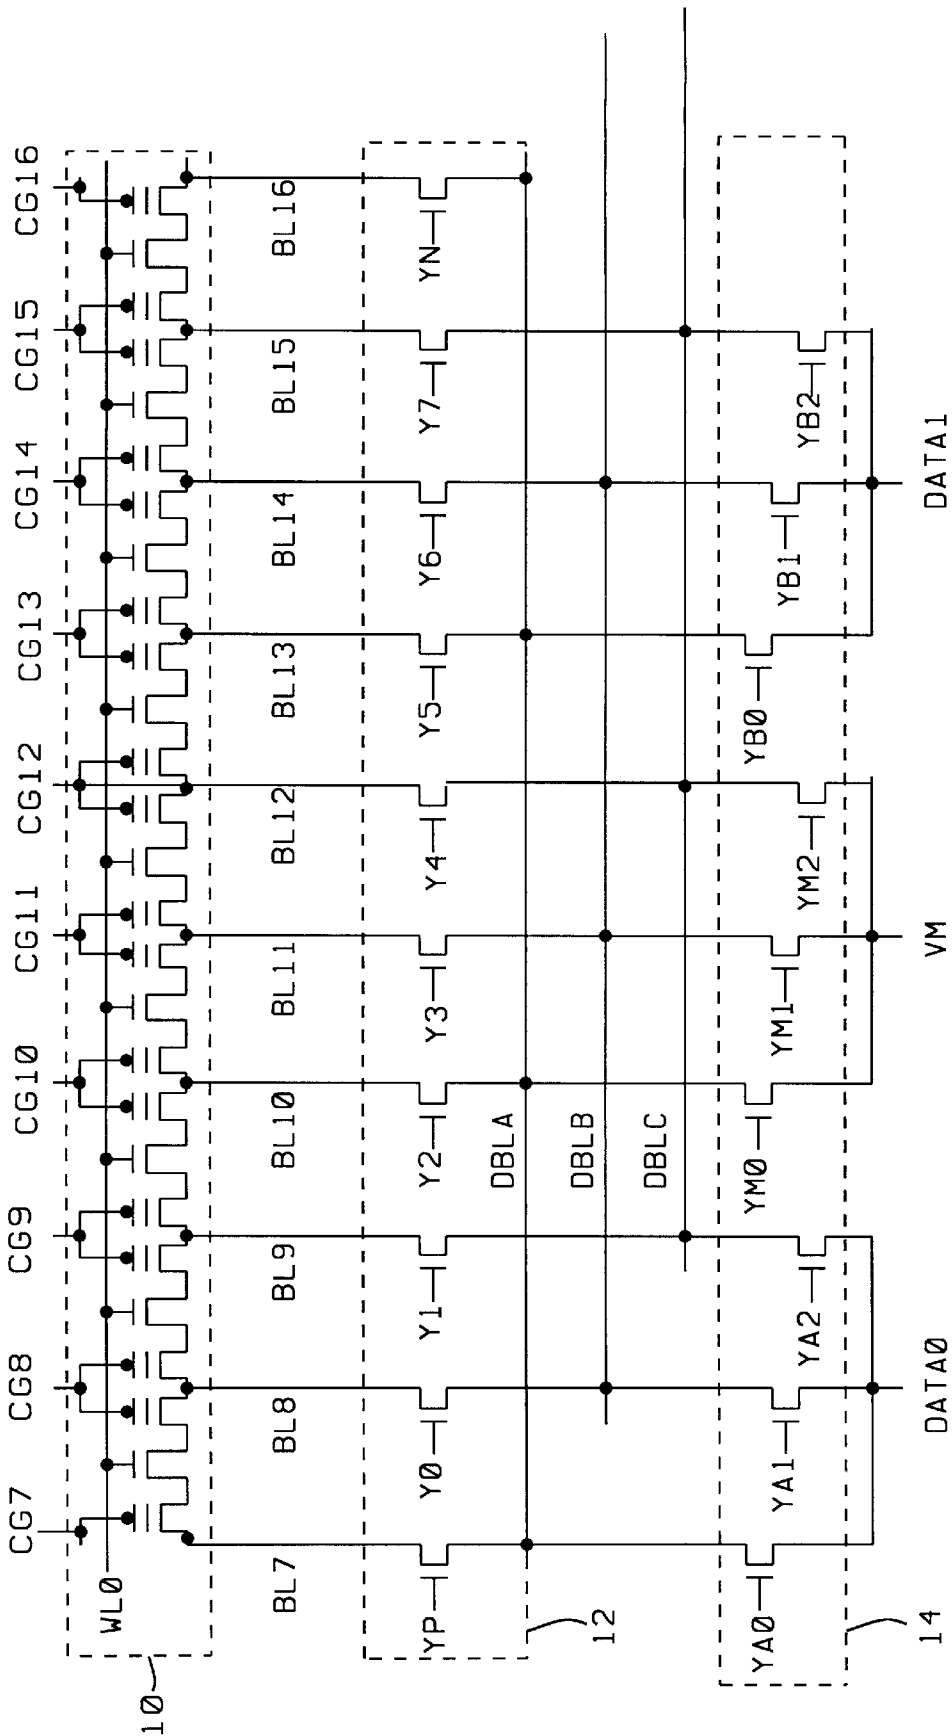 CG7 CG8 CG9 CG10 CG11 CG12 CG13 CG14 CG15 CG16
WL0
10
BL7 BL8 BL9 BL10 BL11 BL12 BL13 BL14 BL15 BL16
YP Y0 Y1 Y2 Y3 Y4 Y5 Y6 Y7 YN
DBLA
12
DBLB
DBLC
YA0 YA1 YA2 YM0 YM1 YM2 YB0 YB1 YB2
14
DATA0 VM DATA1